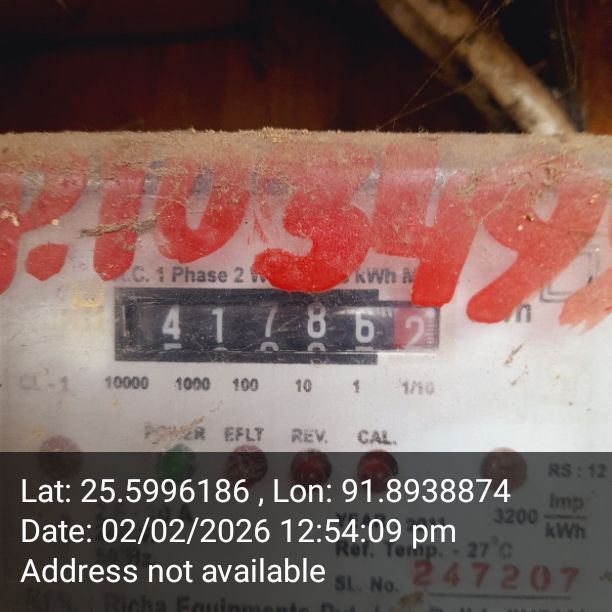 P.10349
A.C. 1 Phase 2 W kWh M
1 4 1 7 8 6 2
CL - 1 10000 1000 100 10 1 1/10
POWER EFLT REV. CAL.
RS : 12
Lat: 25.5996186 , Lon: 91.8938874
3200 Imp
kWh
Date: 02/02/2026 12:54:09 pm
Ref. Temp. - 27°C
Address not available
SL. No. 247207
Richa Equipments